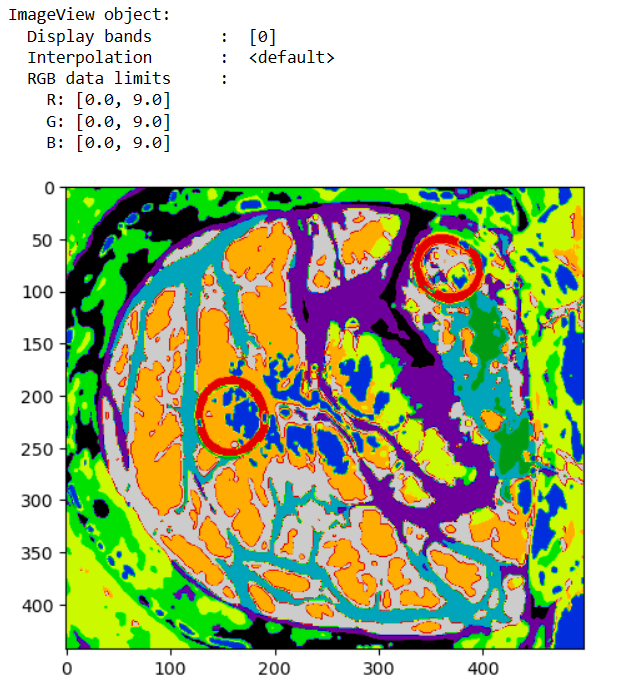 ImageView object:
Display bands : [0]
Interpolation : <default>
RGB data limits :
R: [0.0, 9.0]
G: [0.0, 9.0]
B: [0.0, 9.0]
0
50
100
150
200
250
300
350
400
0 100 200 300 400